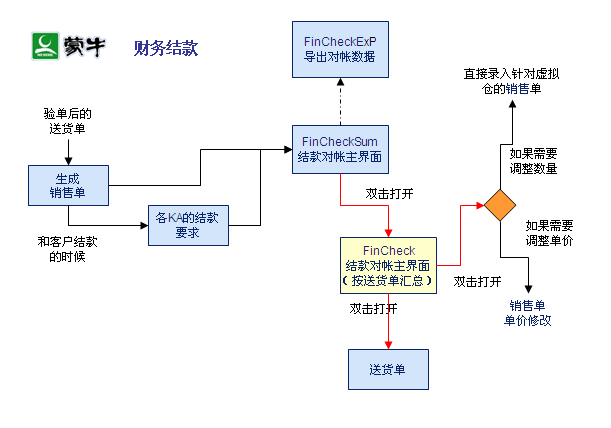 蒙牛
财务结款
FinCheckExP
导出对帐数据
直接录入针对虚拟
仓的销售单
验单后的
送货单
FinCheckSum
结款对帐主界面
如果需要
调整数量
生成
销售单
双击打开
各KA的结款
要求
如果需要
调整单价
和客户结款
的时候
FinCheck
结款对帐主界面
（按送货单汇总）
双击打开
双击打开
销售单
单价修改
送货单